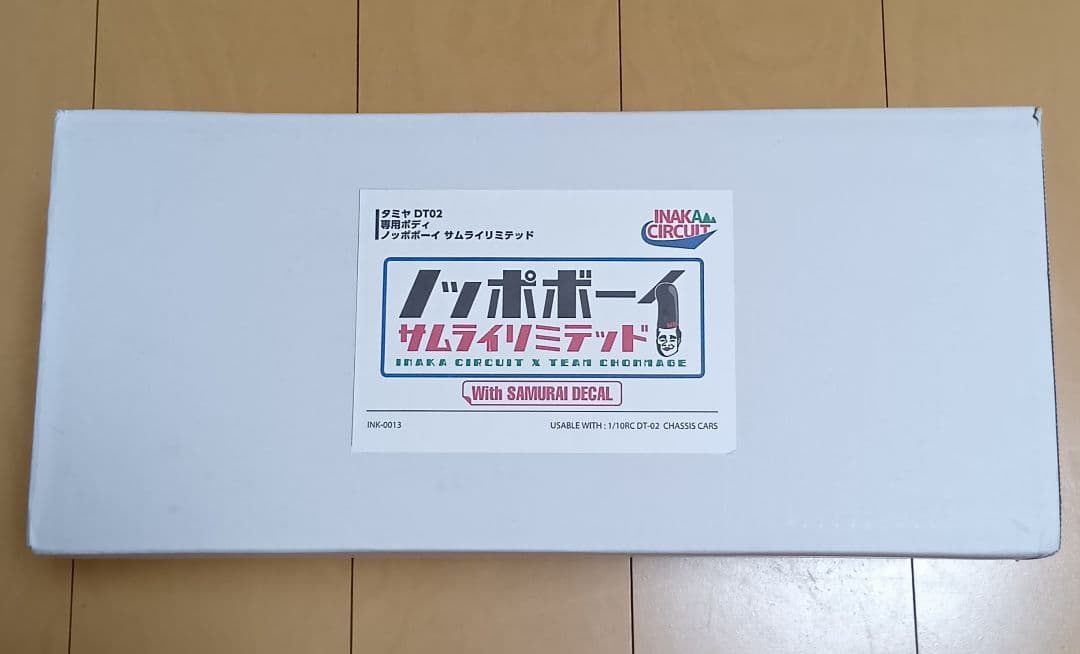 タミヤ DT02
専用ボディ
ノッポボーイ サムライリミテッド
INAKA
CIRCUIT
ノッポボーイ
サムライリミテッド
INAKA CIRCUIT X TEAM CHONMAGE
With SAMURAI DECAL
INK-0013
USABLE WITH : 1/10RC DT-02 CHASSIS CARS